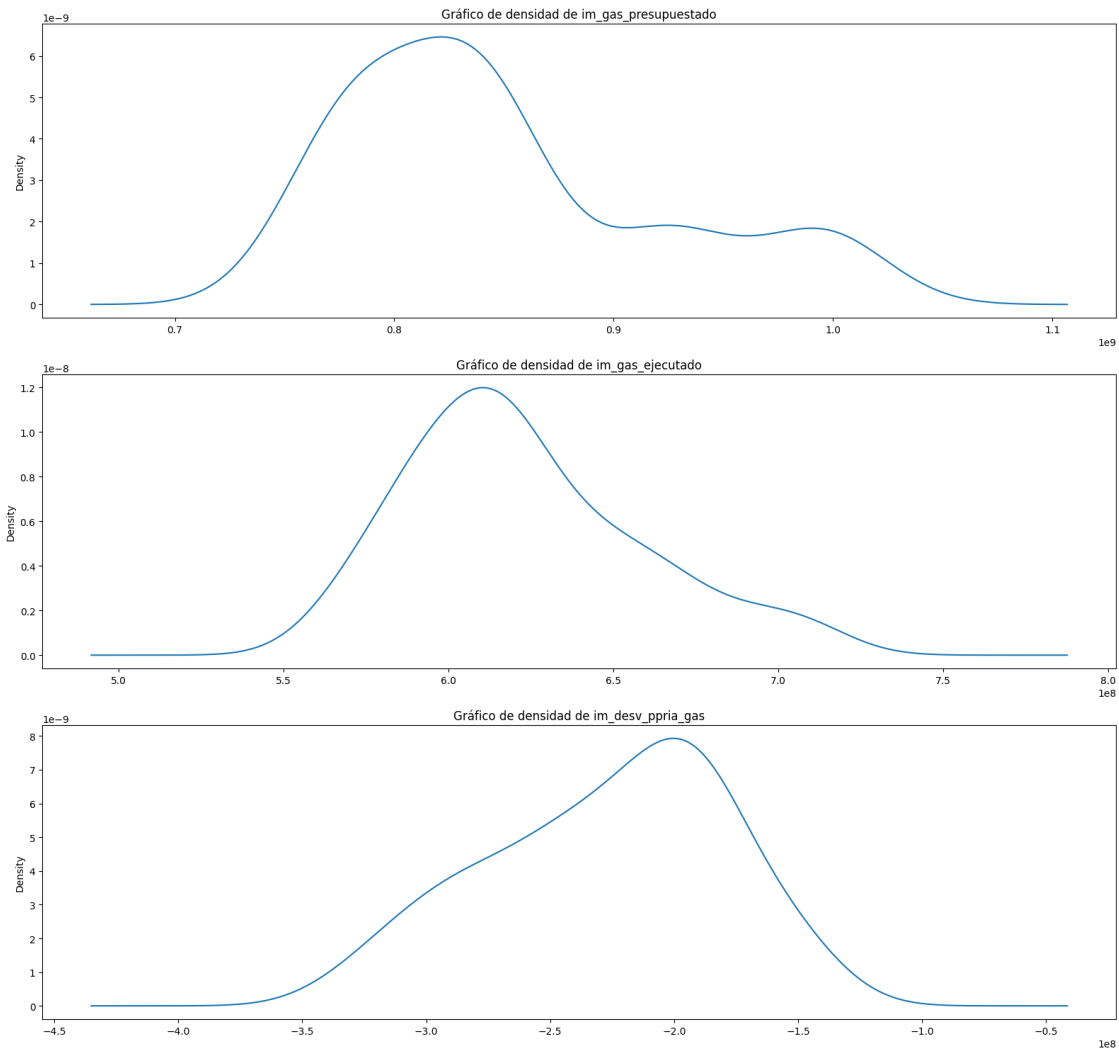 Gráfico de densidad de im_gas_presupuestado
1e−9
6
5
4
3
2
1
0
Density
0.7 0.8 0.9 1.0 1.1
1e9
Gráfico de densidad de im_gas_ejecutado
1e−8
1.2
1.0
0.8
0.6
0.4
0.2
0.0
Density
5.0 5.5 6.0 6.5 7.0 7.5 8.0
1e8
Gráfico de densidad de im_desv_ppria_gas
1e−9
8
7
6
5
4
3
2
1
0
Density
−4.5 −4.0 −3.5 −3.0 −2.5 −2.0 −1.5 −1.0 −0.5
1e8